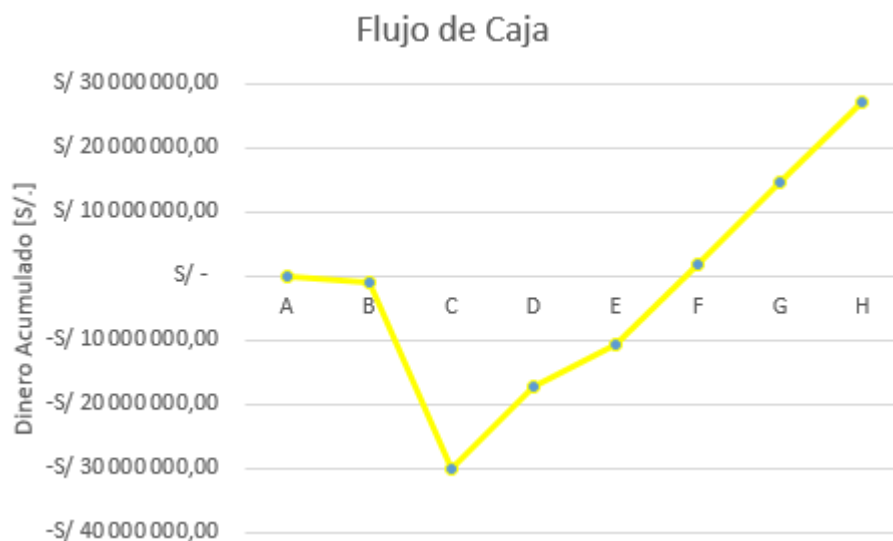 Flujo de Caja
Dinero Acumulado [S/.]
S/ 30 000 000,00
S/ 20 000 000,00
S/ 10 000 000,00
S/ -
-S/ 10 000 000,00
-S/ 20 000 000,00
-S/ 30 000 000,00
-S/ 40 000 000,00
A B C D E F G H